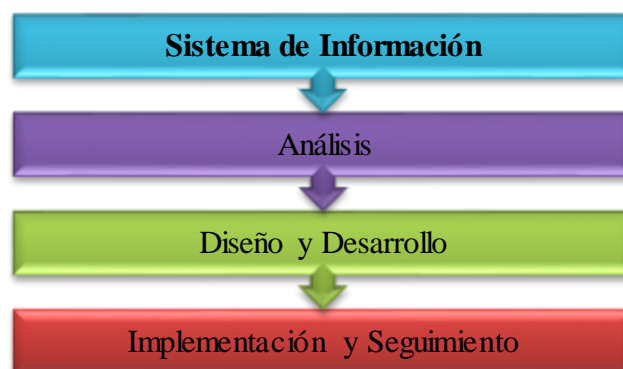 Sistema de Información
Análisis
Diseño y Desarrollo
Implementación y Seguimiento